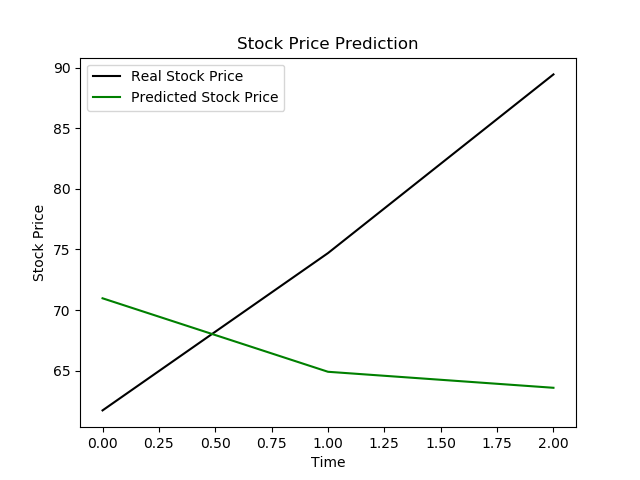 Stock Price Prediction
Real Stock Price
Predicted Stock Price
90
85
80
75
70
65
Stock Price
0.00 0.25 0.50 0.75 1.00 1.25 1.50 1.75 2.00
Time